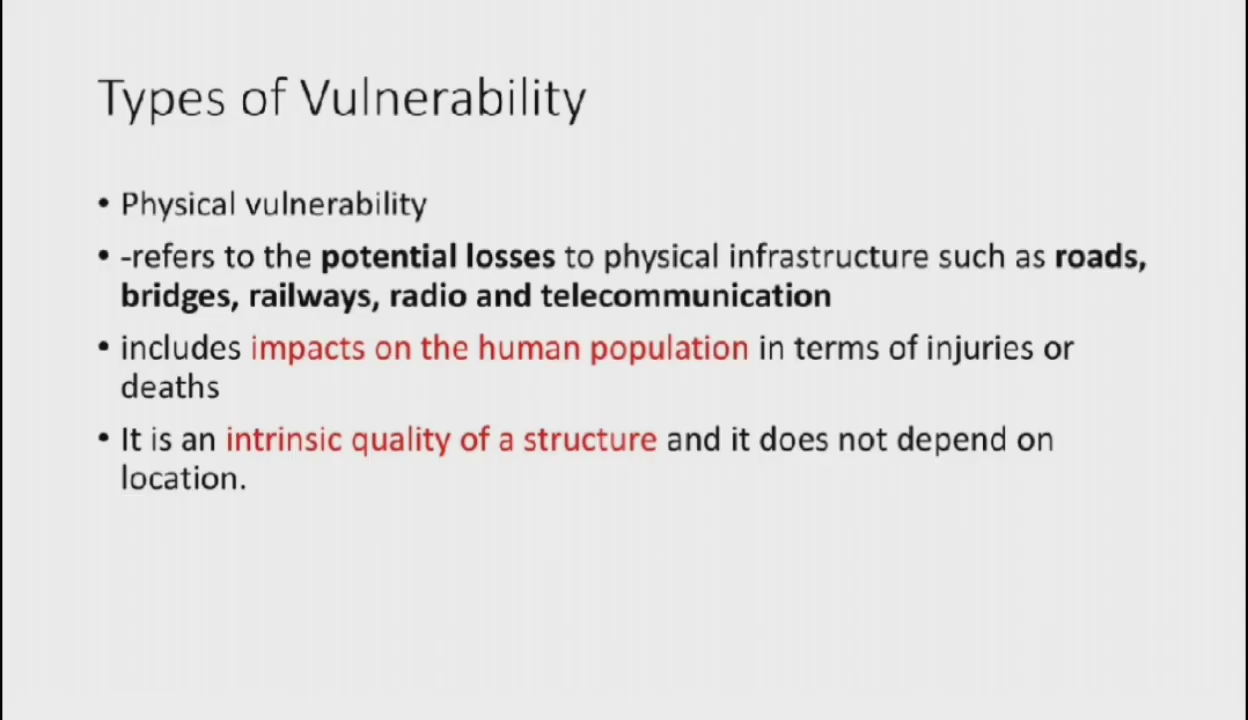 Types of Vulnerability
• Physical vulnerability
• -refers to the potential losses to physical infrastructure such as roads,
bridges, railways, radio and telecommunication
• includes impacts on the human population in terms of injuries or
deaths
• It is an intrinsic quality of a structure and it does not depend on
location.